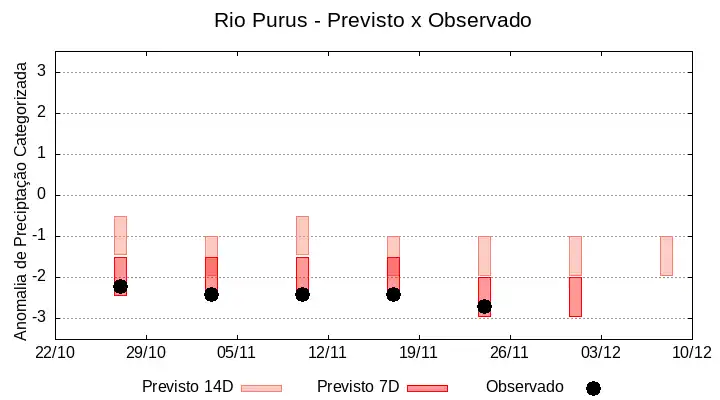 Rio Purus - Previsto x Observado
Anomalia de Preciptação Categorizada
3
2
1
0
-1
-2
-3
22/10 29/10 05/11 12/11 19/11 26/11 03/12 10/12
Previsto 14D Previsto 7D Observado